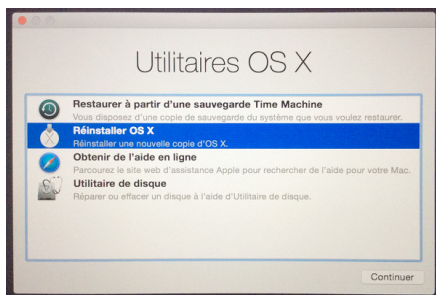 Utilitaires OS X
Restaurer à partir d'une sauvegarde Time Machine
Vous disposez d'une copie de sauvegarde du système que vous voulez restaurer.
Réinstaller OS X
Réinstaller une nouvelle copie d'OS X.
Obtenir de l'aide en ligne
Parcourez le site web d'assistance Apple pour rechercher de l'aide pour votre Mac.
Utilitaire de disque
Réparer ou effacer un disque à l'aide d'Utilitaire de disque.
Continuer